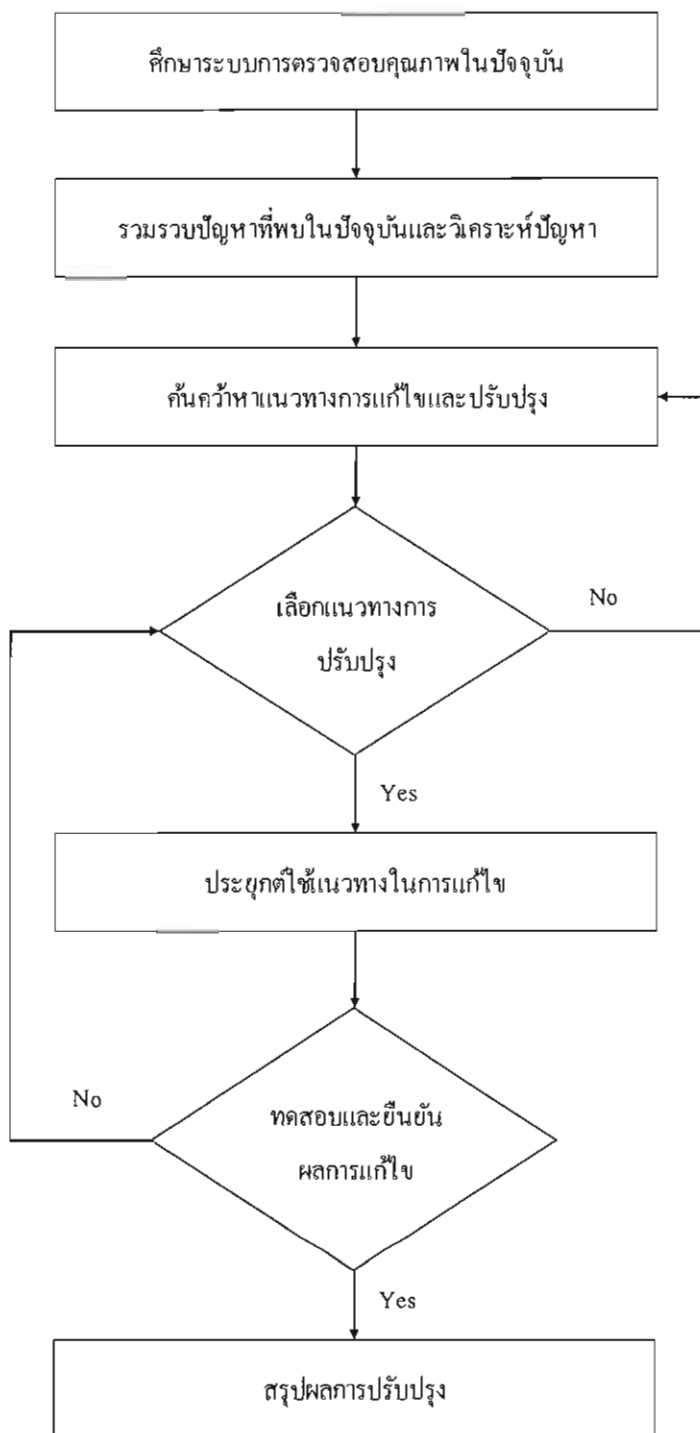 ศึกษาระบบการตรวจสอบคุณภาพในปัจจุบัน
รวมรวบปัญหาที่พบในปัจจุบันและวิเคราะห์ปัญหา
ค้นคว้าหาแนวทางการแก้ไขและปรับปรุง
เลือกแนวทางการ
ปรับปรุง
No
Yes
ประยุกต์ใช้แนวทางในการแก้ไข
No
ทดสอบและยืนยัน
ผลการแก้ไข
Yes
สรุปผลการปรับปรุง